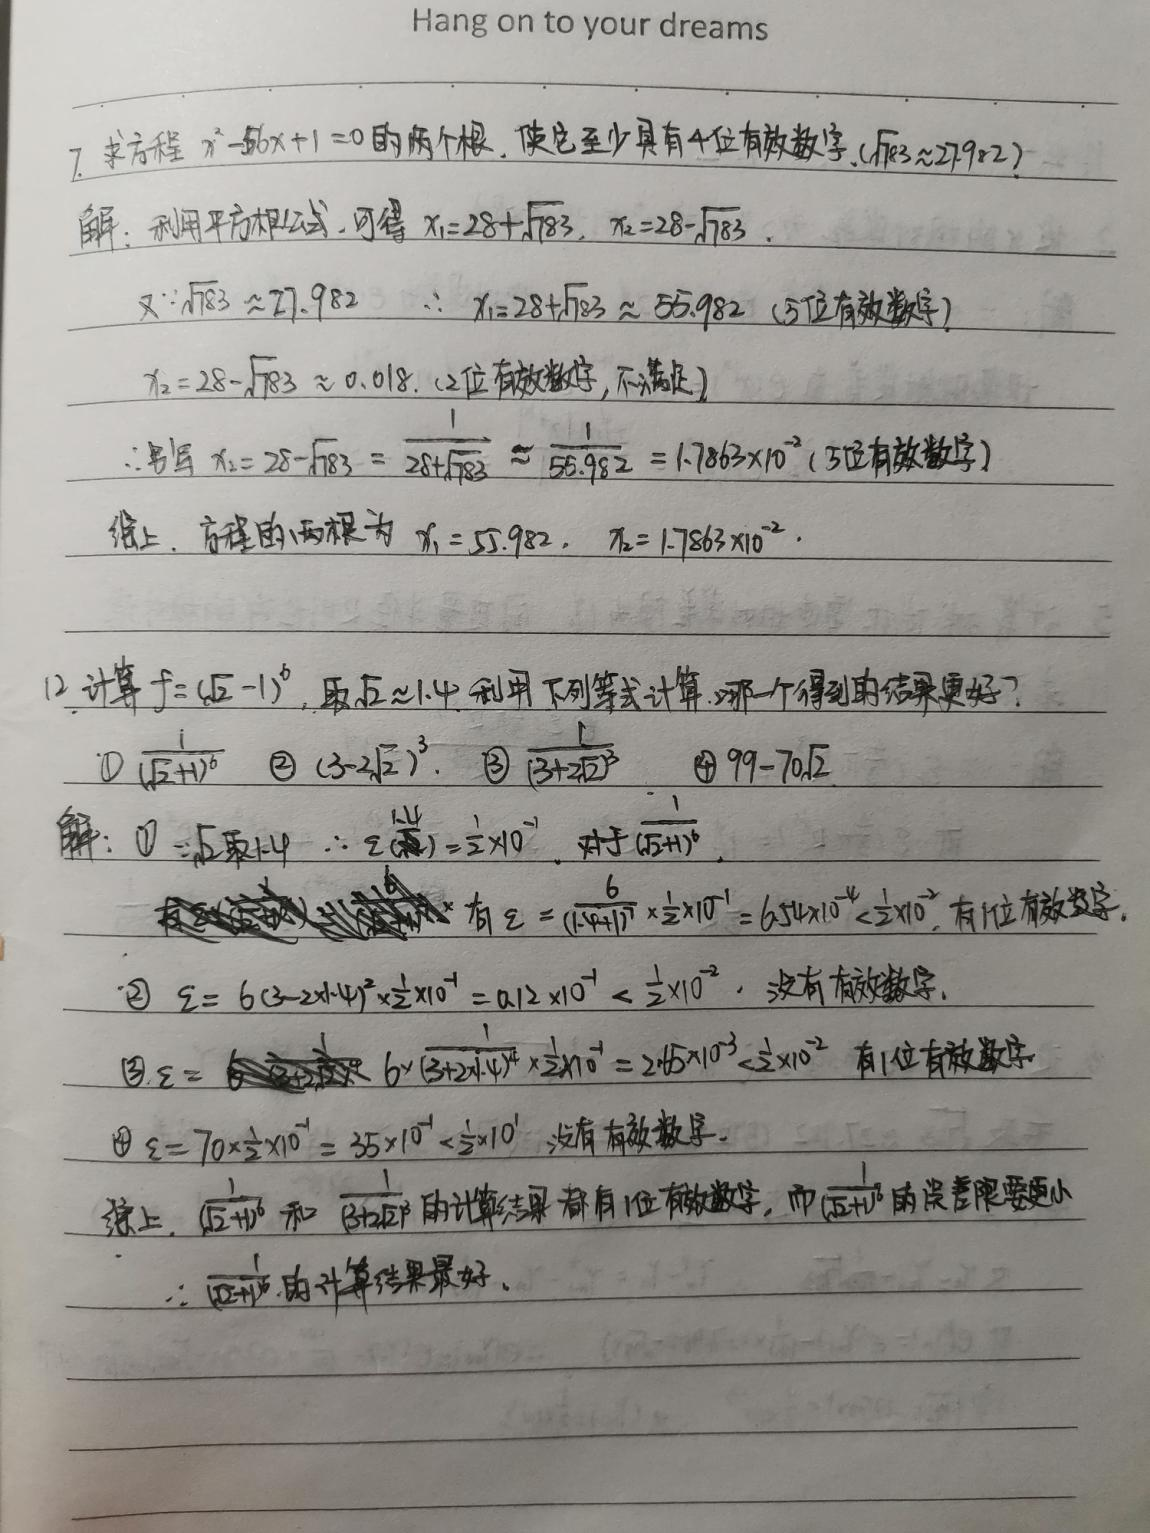 Hang on to your dreams
7. 求方程 x²-56x+1=0的两个根，使它至少具有4位有效数字.(√783≈27.982)
解：利用平方根公式，可得 x₁=28+√783, x₂=28-√783.
又∵√783≈27.982 ∴ x₁=28+√783≈55.982 (5位有效数字)
x₂=28-√783≈0.018. (2位有效数字，不满足)
∴ x₂=28-√783 = 1/(28+√783) ≈ 1/55.982 = 1.7863×10⁻² (5位有效数字)
综上，方程的两根为 x₁=55.982, x₂=1.7863×10⁻².
12 计算 f=(√2-1)⁶, 取√2≈1.4 利用下列等式计算,哪一个得到的结果更好?
① 1/(√2+1)⁶ ② (3-2√2)³. ③ 1/(3+2√2)³ ④ 99-70√2
解：① ∵√2取1.4 ∴ ε(1.4)=1/2×10⁻¹, 对于 1/(√2+1)⁶,
有 ε = 6/(1.4+1)⁷ × 1/2×10⁻¹ = 6.54×10⁻⁴ < 1/2×10⁻², 有1位有效数字.
② ε= 6(3-2×1.4)²×1/2×10⁻¹ = 0.12×10⁻¹ < 1/2×10⁻². 没有有效数字.
③ ε= 6×1/(3+2×1.4)⁴×1/2×10⁻¹ = 2.65×10⁻³ < 1/2×10⁻² 有1位有效数字
④ ε= 70×1/2×10⁻¹ = 35×10⁻¹ < 1/2×10¹ 没有有效数字.
综上, 1/(√2+1)⁶ 和 1/(3+2√2)³ 的计算结果都有1位有效数字, 而 1/(√2+1)⁶ 的误差限要更小
∴ 1/(√2+1)⁶ 的计算结果最好.